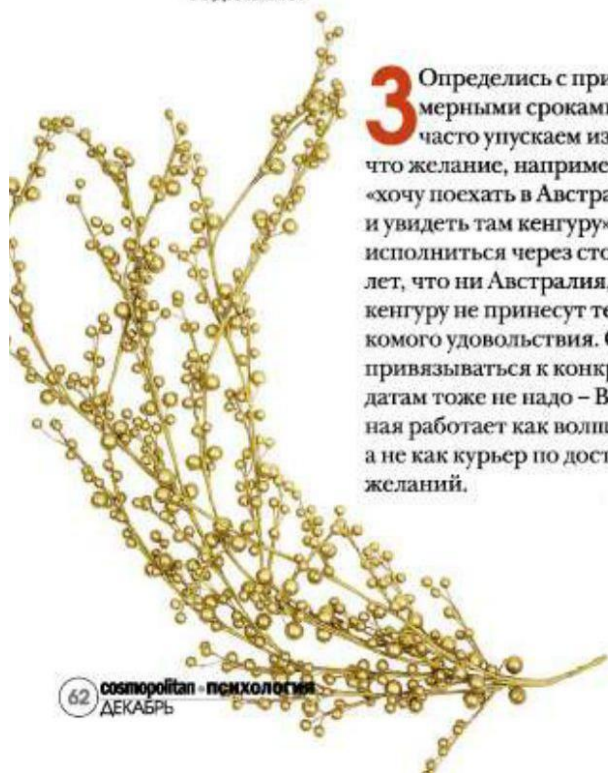 3 Определись с при
мерными сроками
часто упускаем из
что желание, наприме
«хочу поехать в Австра
и увидеть там кенгуру»
исполниться через сто
лет, что ни Австралия,
кенгуру не принесут те
комого удовольствия. С
привязываться к конкр
датам тоже не надо – В
ная работает как волш
а не как курьер по дост
желаний.
62 cosmopolitan • психология
ДЕКАБРЬ